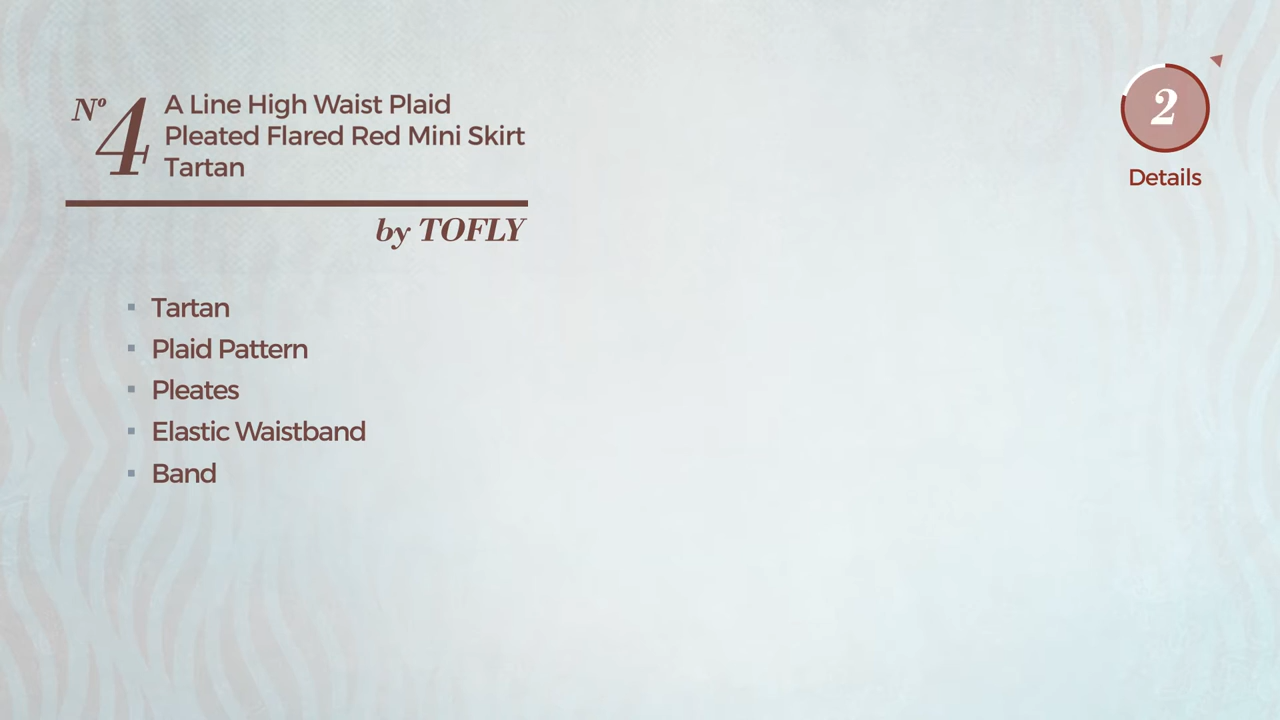 Nº 4 A Line High Waist Plaid
Pleated Flared Red Mini Skirt
Tartan
by TOFLY
▪ Tartan
▪ Plaid Pattern
▪ Pleates
▪ Elastic Waistband
▪ Band
2
Details